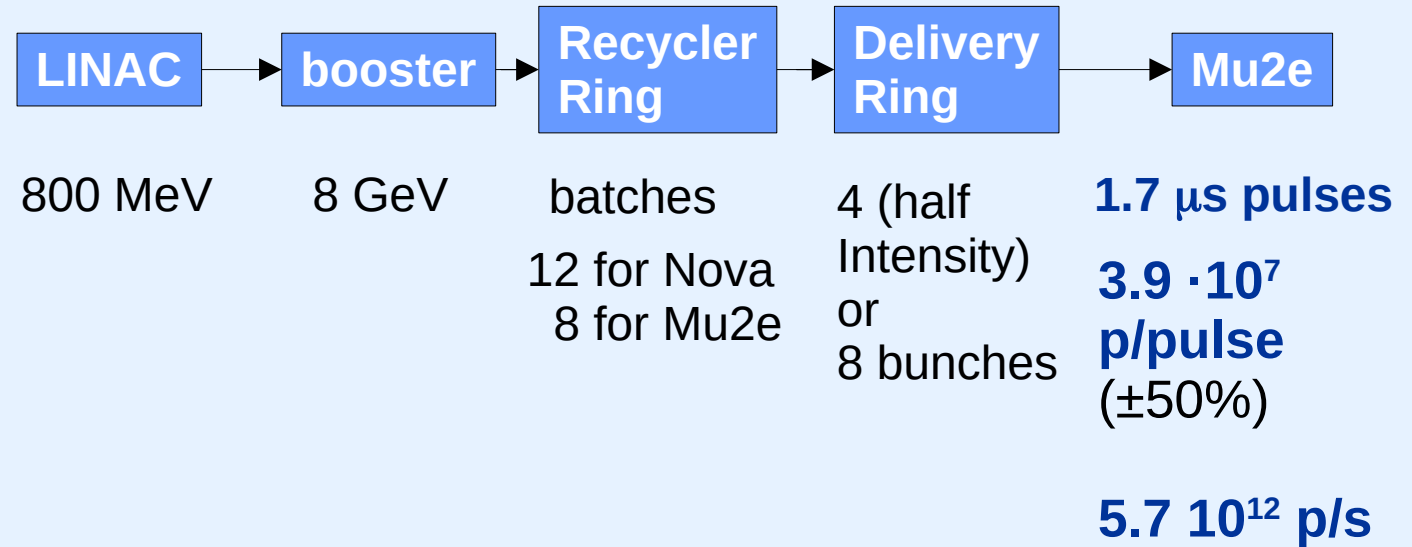 LINAC
booster
Recycler
Ring
Delivery
Ring
Mu2e
800 MeV
8 GeV
batches
12 for Nova
8 for Mu2e
4 (half
Intensity)
or
8 bunches
1.7 μs pulses
3.9 ·10⁷
p/pulse
(±50%)
5.7 10¹² p/s